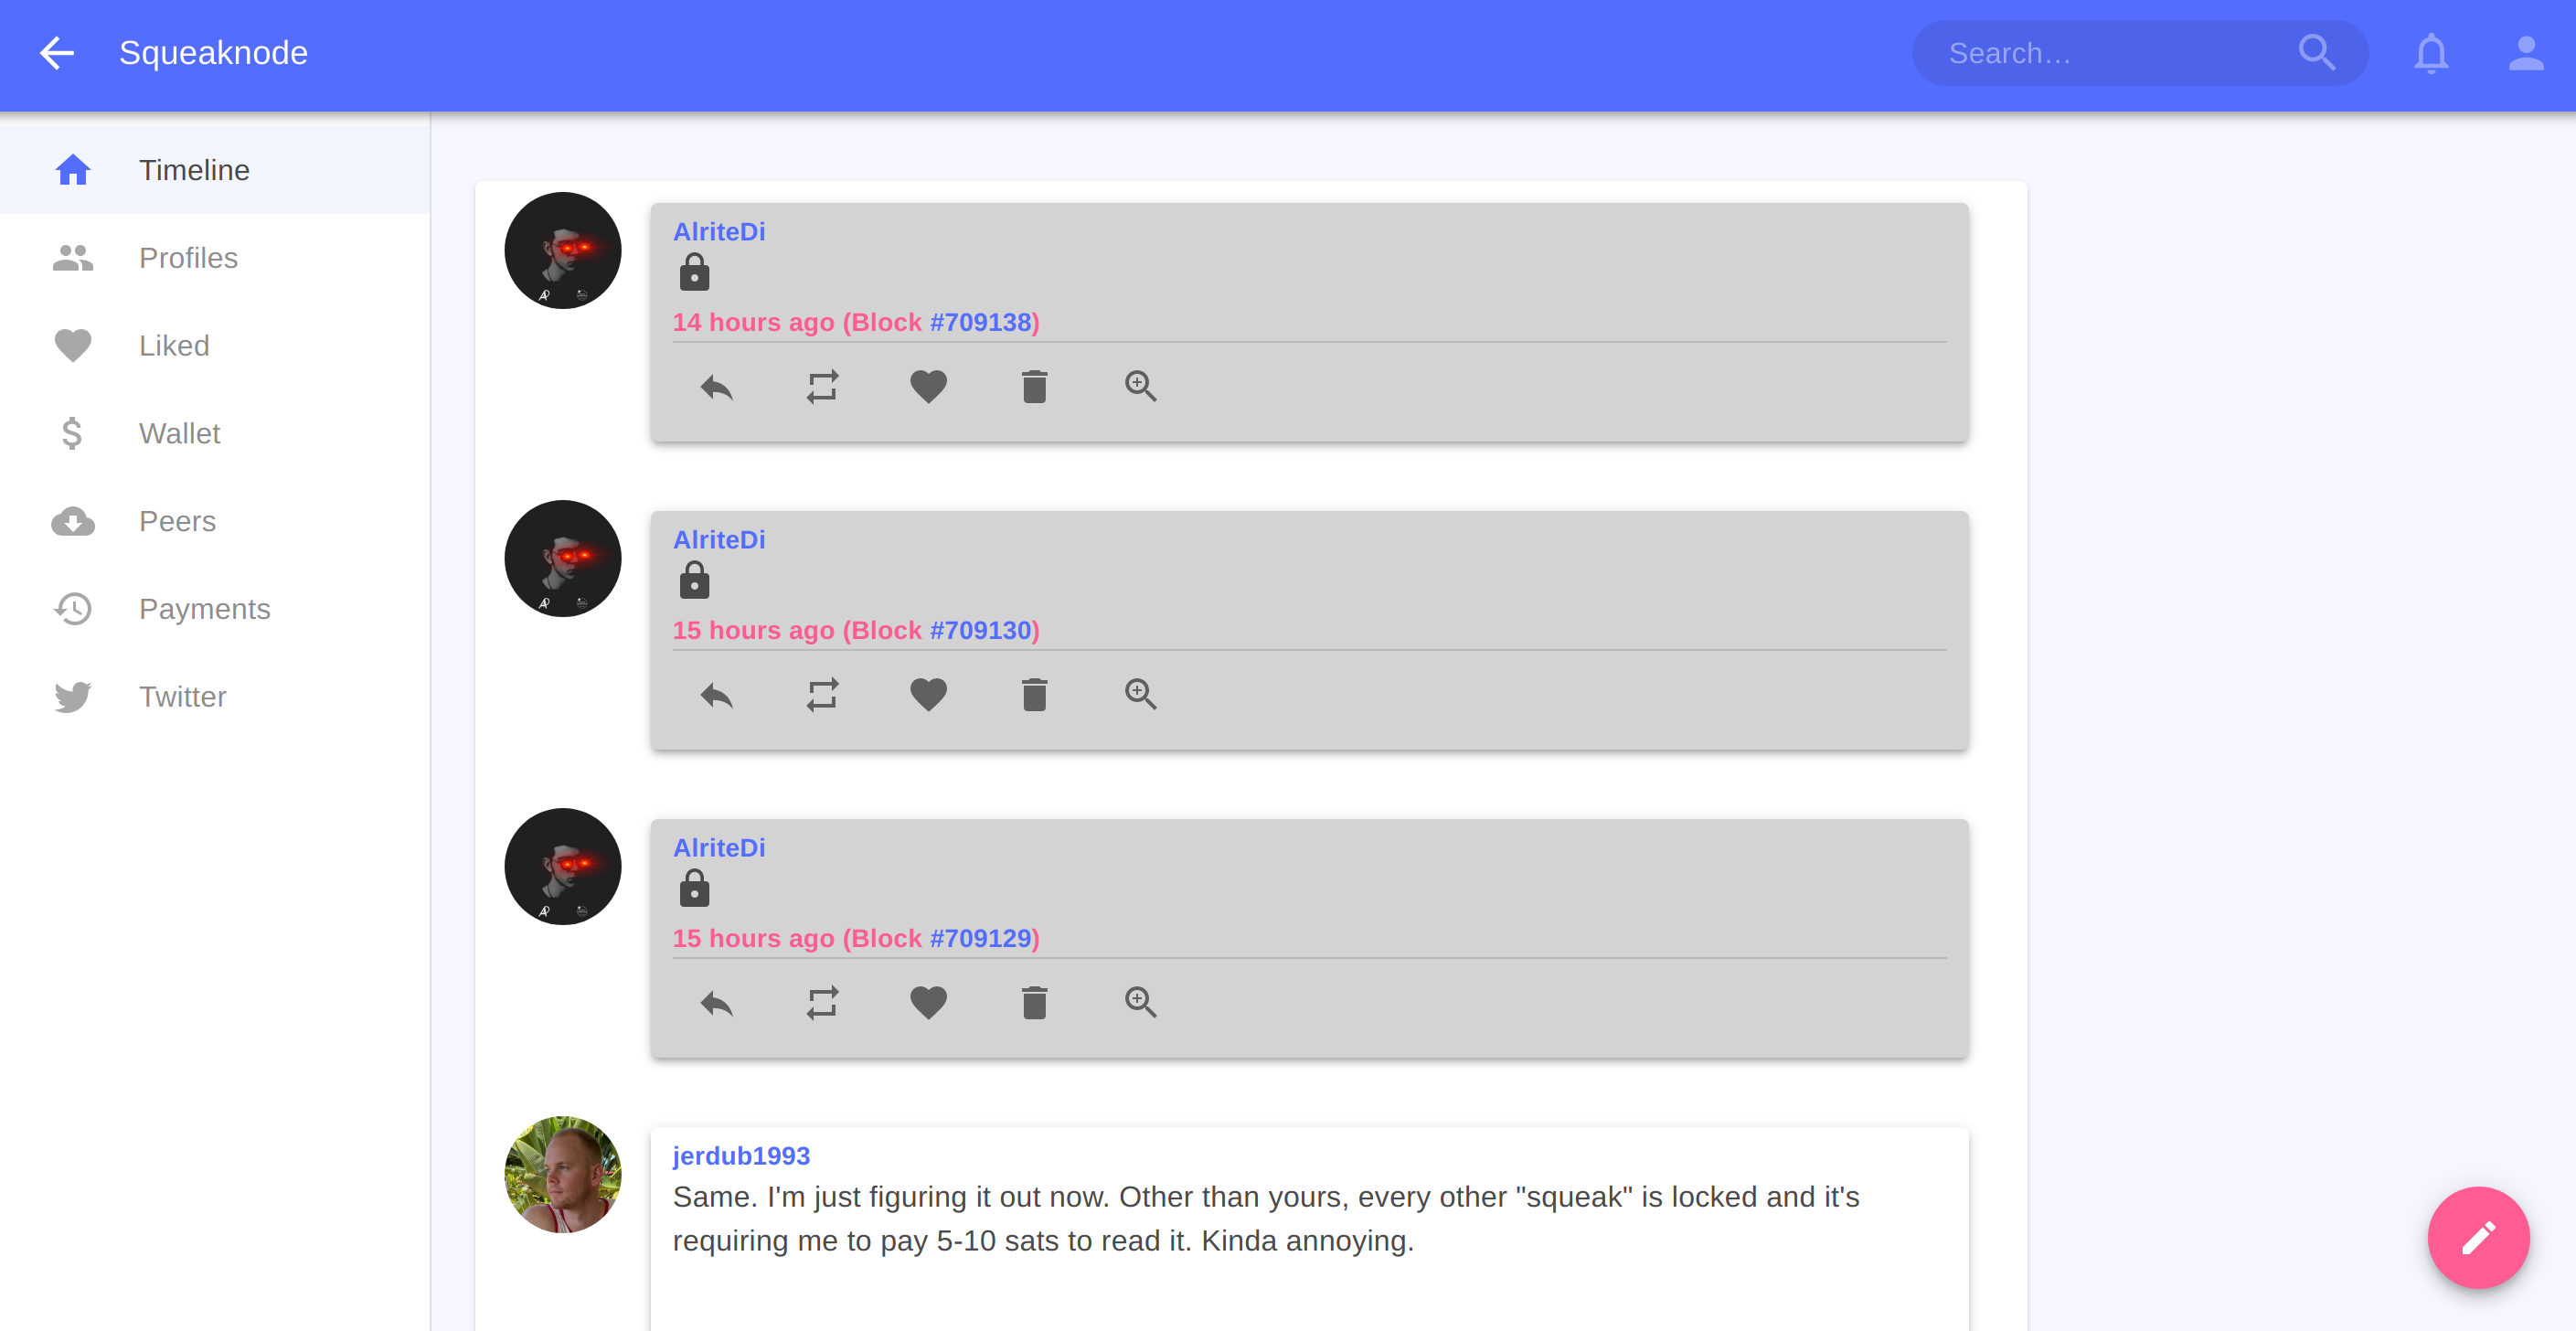 Squeaknode
Search…
Timeline
Profiles
Liked
Wallet
Peers
Payments
Twitter
AlriteDi
14 hours ago (Block #709138)
AlriteDi
15 hours ago (Block #709130)
AlriteDi
15 hours ago (Block #709129)
jerdub1993
Same. I'm just figuring it out now. Other than yours, every other "squeak" is locked and it's
requiring me to pay 5-10 sats to read it. Kinda annoying.